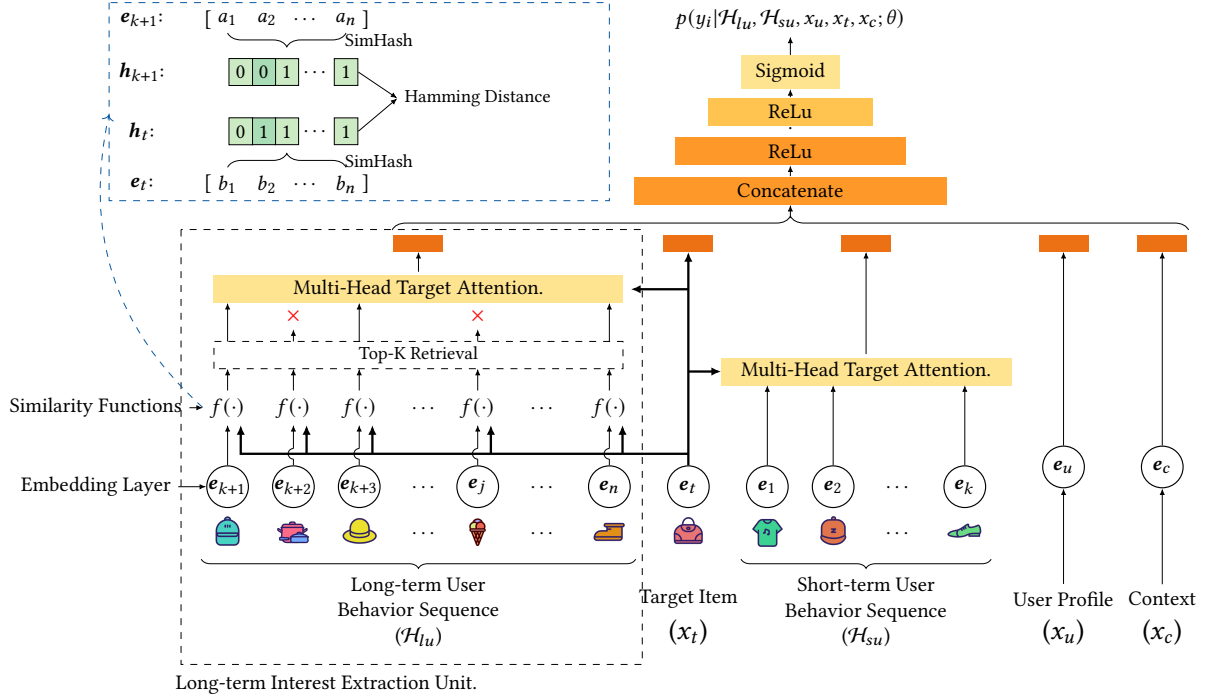 e_{k+1}: [ a_1 a_2 ⋯ a_n ]
SimHash
h_{k+1}: 0 0 1 ⋯ 1
Hamming Distance
h_t: 0 1 1 ⋯ 1
SimHash
e_t: [ b_1 b_2 ⋯ b_n ]
p(y_i|ℋ_{lu}, ℋ_{su}, x_u, x_t, x_c; θ)
Sigmoid
ReLu
ReLu
Concatenate
Multi-Head Target Attention.
× ×
Top-K Retrieval
Multi-Head Target Attention.
Similarity Functions f(·) f(·) f(·) ⋯ f(·) ⋯ f(·)
Embedding Layer e_{k+1} e_{k+2} e_{k+3} ⋯ e_j ⋯ e_n e_t e_1 e_2 ⋯ e_k e_u e_c
⋯ ⋯ ⋯
Long-term User
Behavior Sequence
(ℋ_{lu})
Target Item
(x_t)
Short-term User
Behavior Sequence
(ℋ_{su})
User Profile
(x_u)
Context
(x_c)
Long-term Interest Extraction Unit.